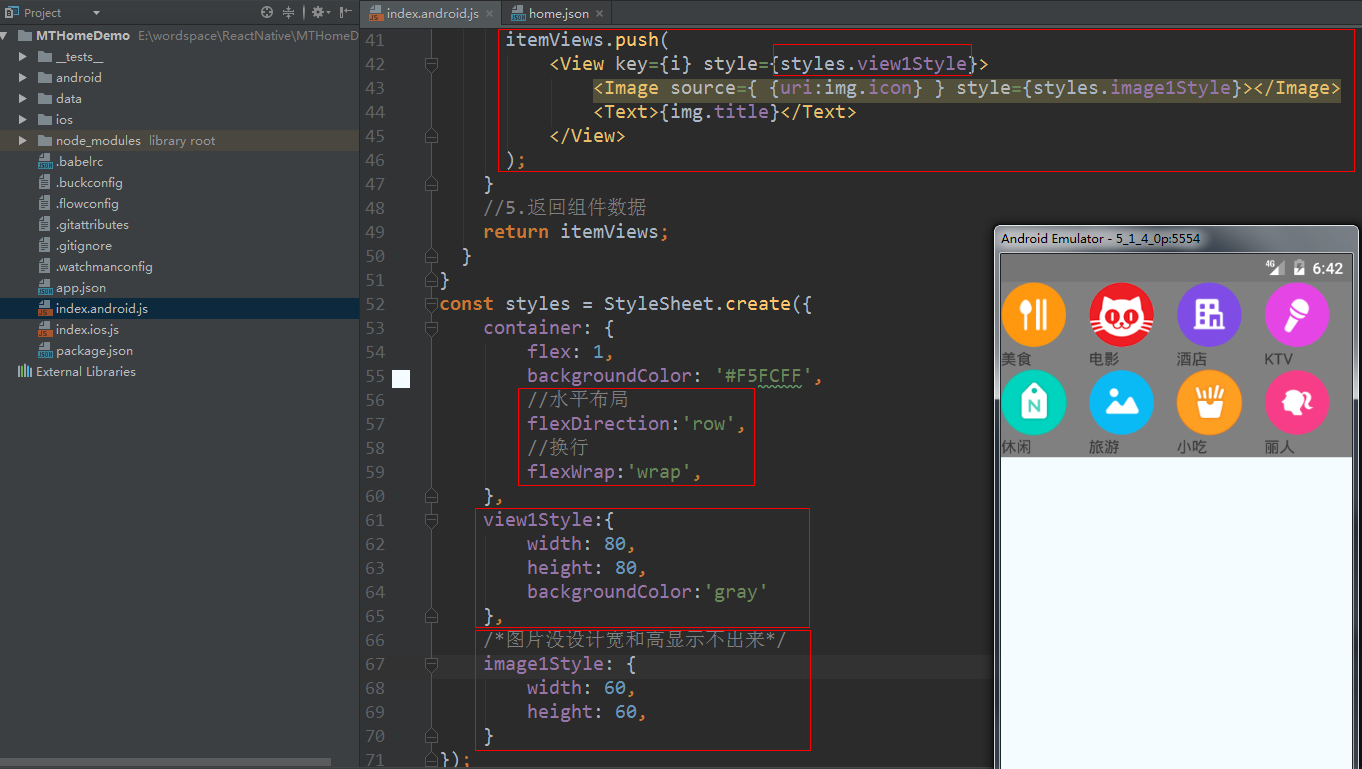 Project
index.android.js
home.json
MTHomeDemo E:\wordspace\ReactNative\MTHomeD
__tests__
android
data
ios
node_modules library root
.babelrc
.buckconfig
.flowconfig
.gitattributes
.gitignore
.watchmanconfig
app.json
index.android.js
index.ios.js
package.json
External Libraries
41 itemViews.push(
42 <View key={i} style={styles.view1Style}>
43 <Image source={ {uri:img.icon} } style={styles.image1Style}></Image>
44 <Text>{img.title}</Text>
45 </View>
46 );
47 }
48 //5.返回组件数据
49 return itemViews;
50 }
51 }
52 const styles = StyleSheet.create({
53 container: {
54 flex: 1,
55 backgroundColor: '#F5FCFF',
56 //水平布局
57 flexDirection:'row',
58 //换行
59 flexWrap:'wrap',
60 },
61 view1Style:{
62 width: 80,
63 height: 80,
64 backgroundColor:'gray'
65 },
66 /*图片没设计宽和高显示不出来*/
67 image1Style: {
68 width: 60,
69 height: 60,
70 }
71 });
Android Emulator - 5_1_4_0p:5554
4G 6:42
美食 电影 酒店 KTV
N
休闲 旅游 小吃 丽人